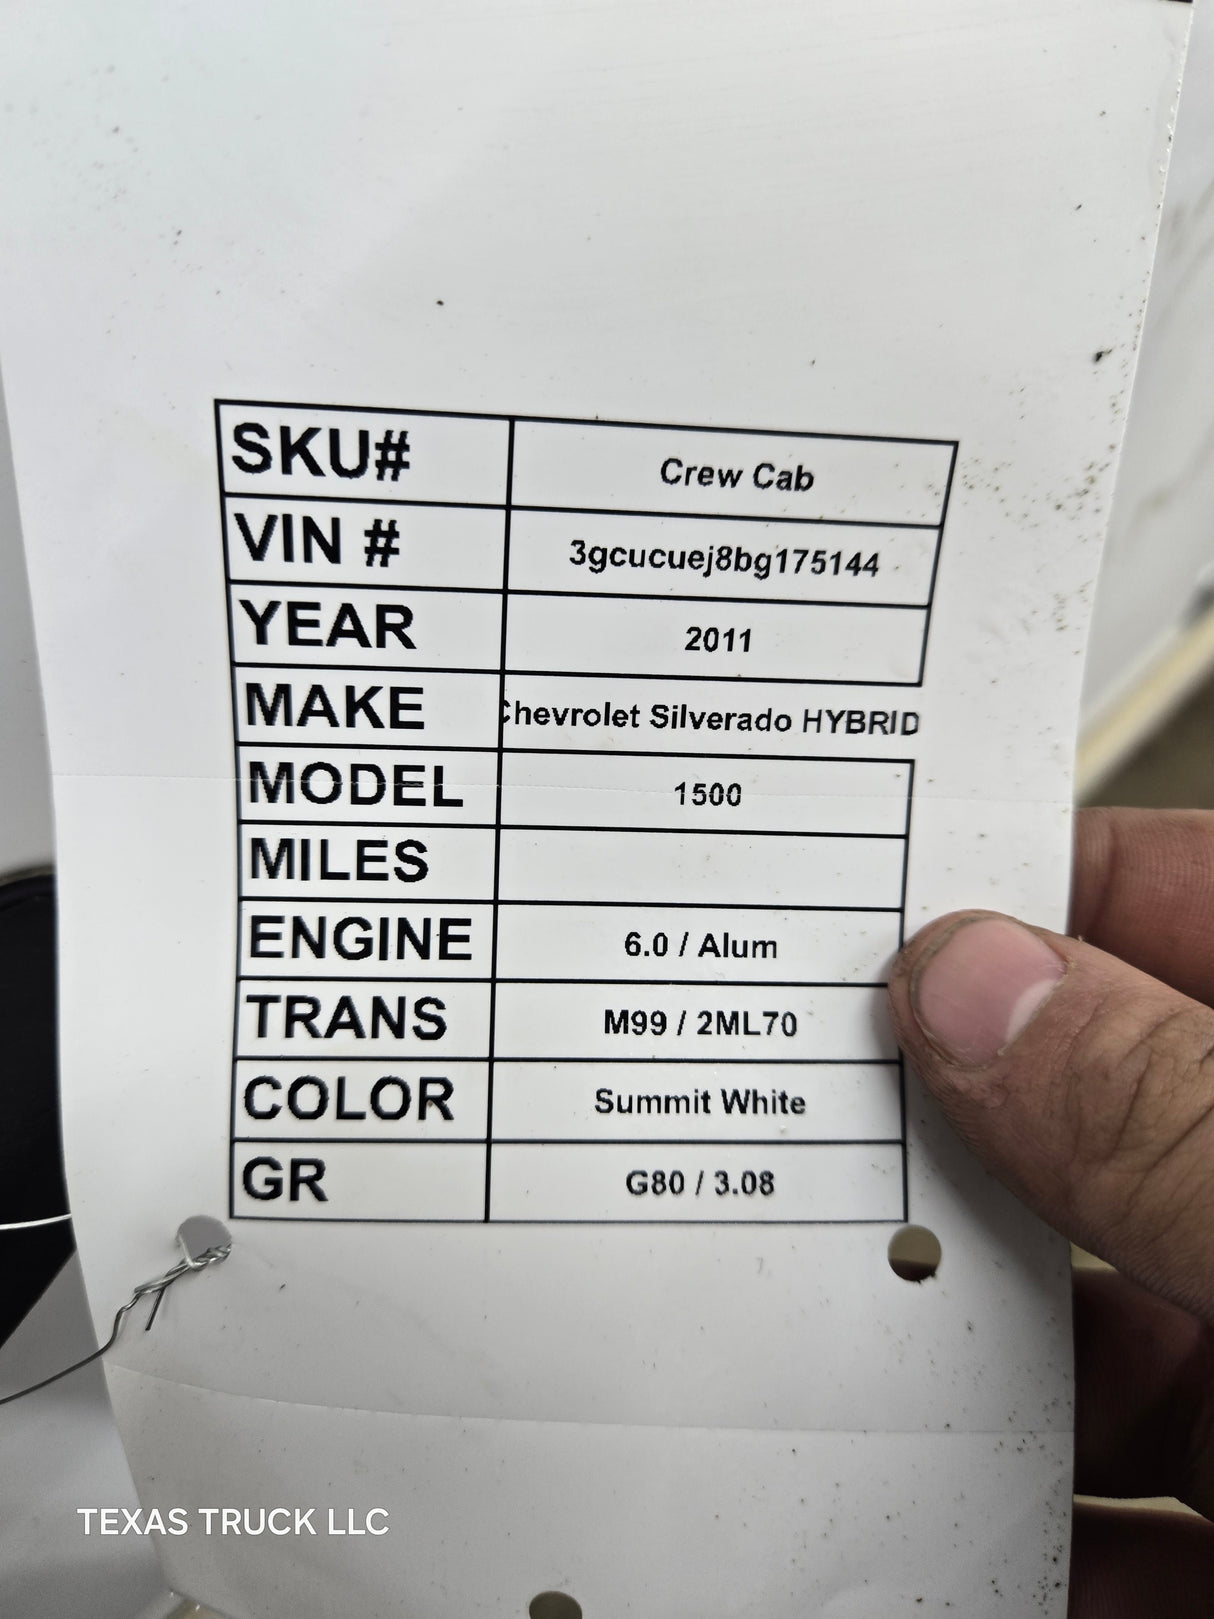 SKU# Crew Cab
VIN # 3gcucuej8bg175144
YEAR 2011
MAKE Chevrolet Silverado HYBRID
MODEL 1500
MILES
ENGINE 6.0 / Alum
TRANS M99 / 2ML70
COLOR Summit White
GR G80 / 3.08
TEXAS TRUCK LLC